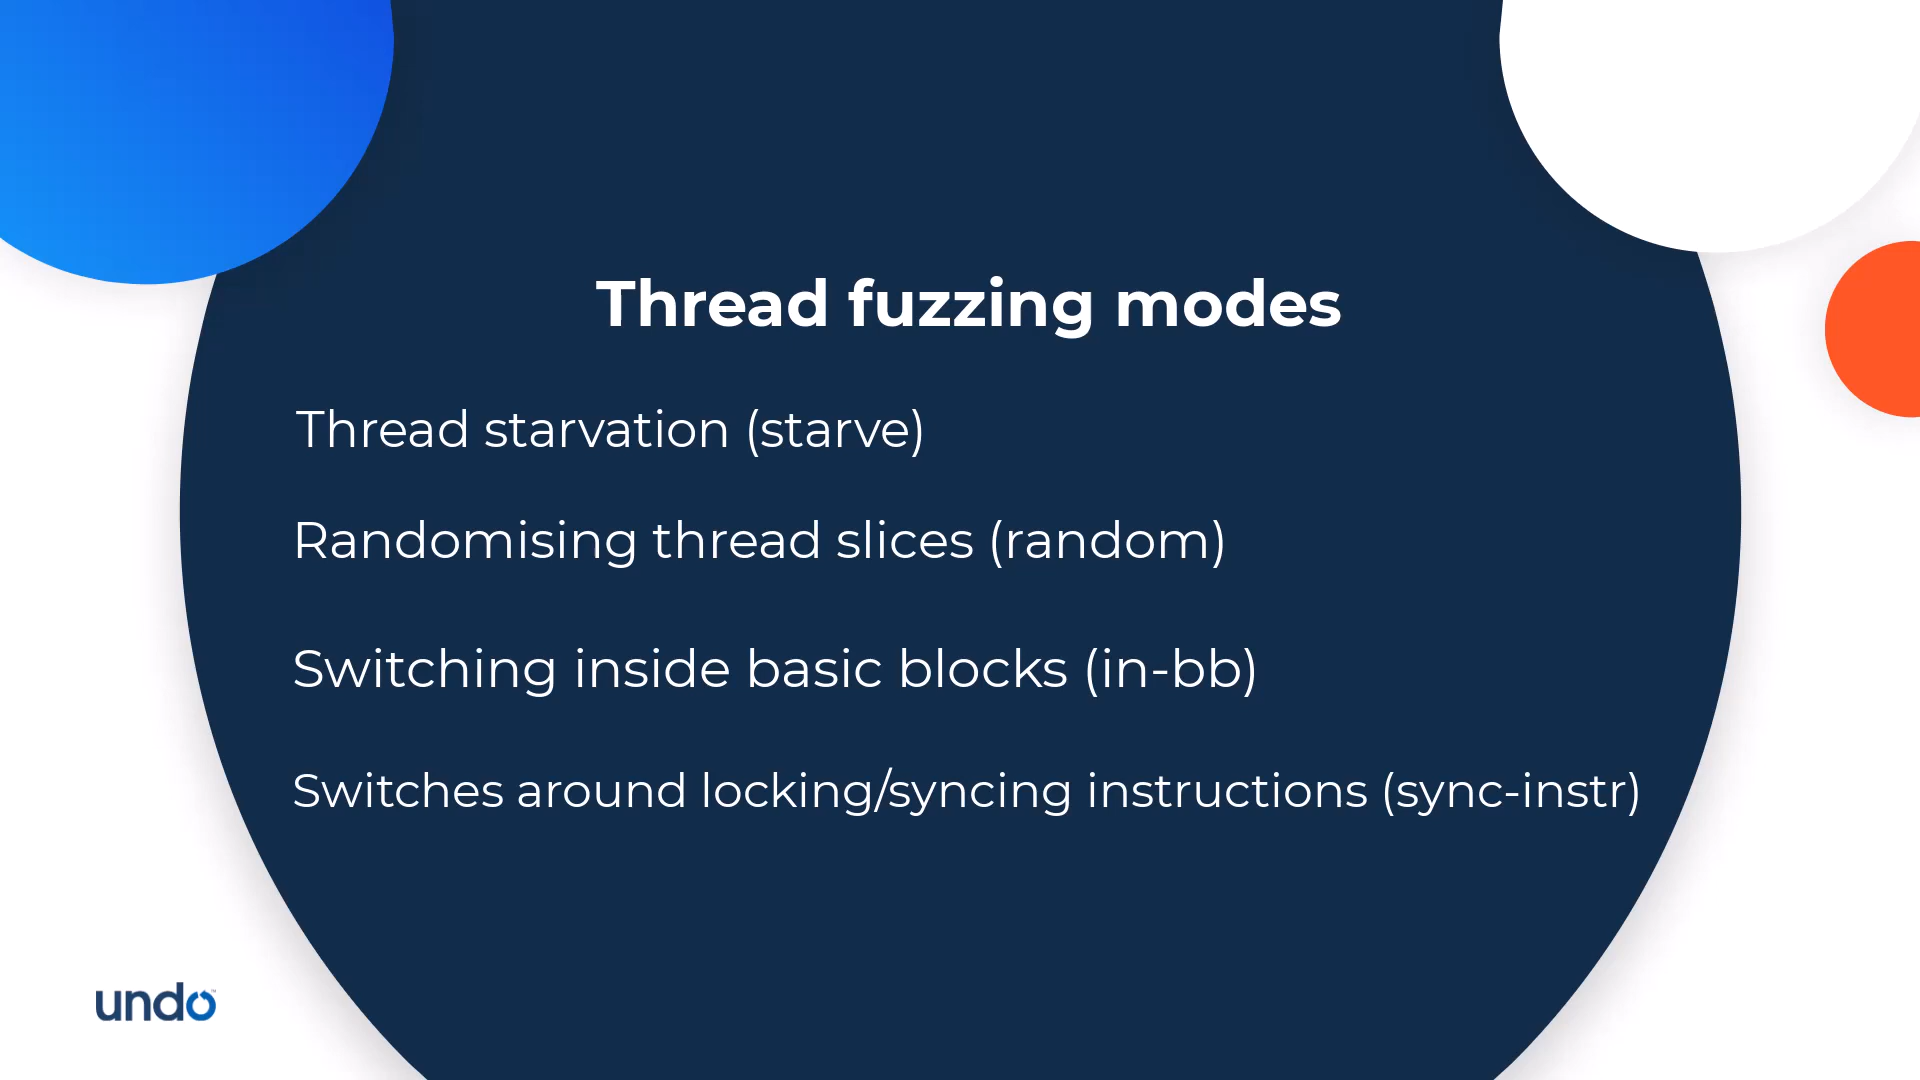 Thread fuzzing modes
Thread starvation (starve)
Randomising thread slices (random)
Switching inside basic blocks (in-bb)
Switches around locking/syncing instructions (sync-instr)
undo™